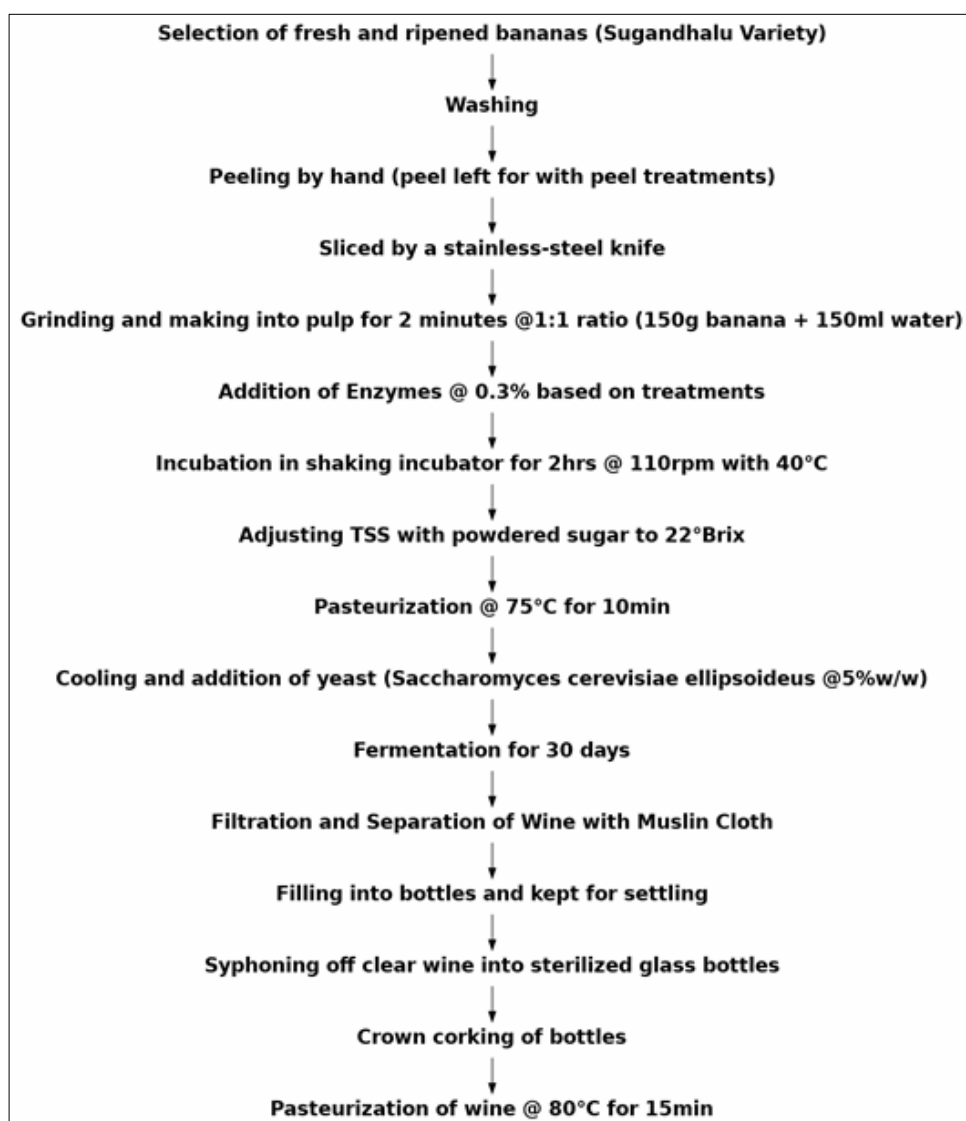 Selection of fresh and ripened bananas (Sugandhalu Variety)
Washing
Peeling by hand (peel left for with peel treatments)
Sliced by a stainless-steel knife
Grinding and making into pulp for 2 minutes @1:1 ratio (150g banana + 150ml water)
Addition of Enzymes @ 0.3% based on treatments
Incubation in shaking incubator for 2hrs @ 110rpm with 40°C
Adjusting TSS with powdered sugar to 22°Brix
Pasteurization @ 75°C for 10min
Cooling and addition of yeast (Saccharomyces cerevisiae ellipsoideus @5%w/w)
Fermentation for 30 days
Filtration and Separation of Wine with Muslin Cloth
Filling into bottles and kept for settling
Syphoning off clear wine into sterilized glass bottles
Crown corking of bottles
Pasteurization of wine @ 80°C for 15min